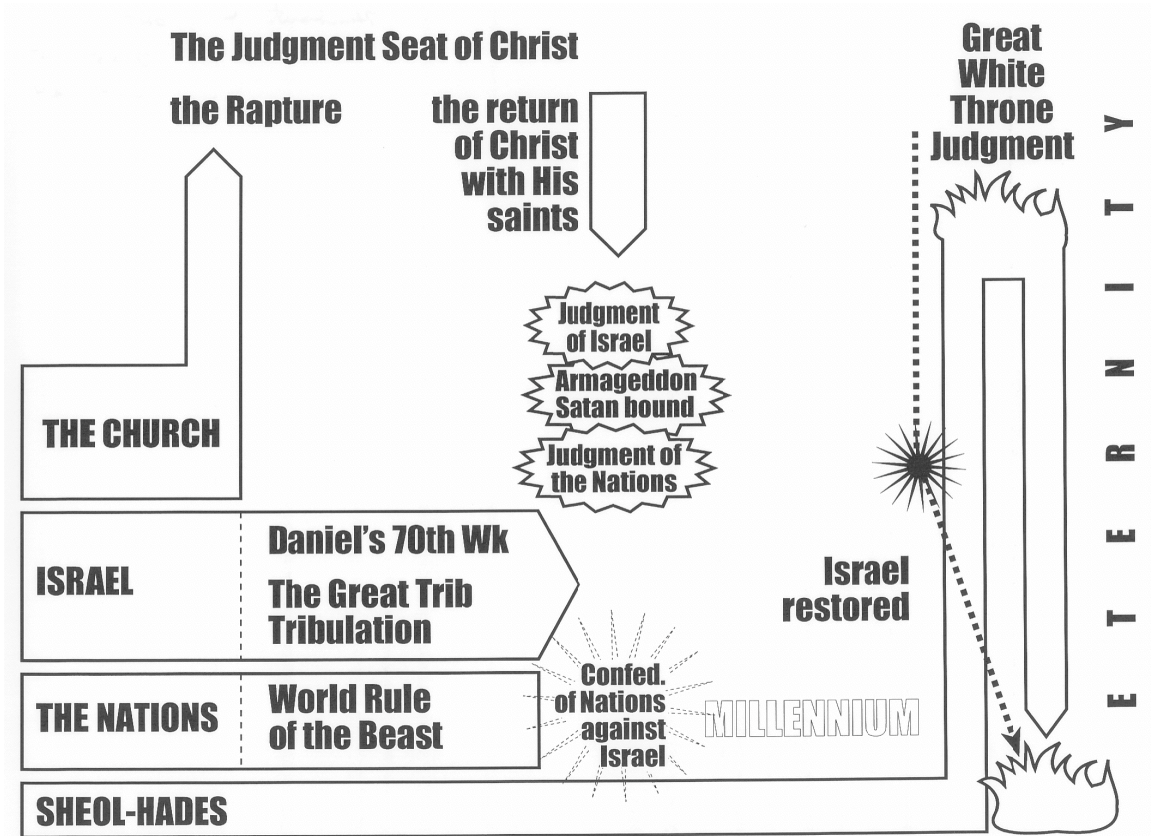 The Judgment Seat of Christ
the Rapture
the return
of Christ
with His
saints
Great
White
Throne
Judgment
ETERNITY
Judgment
of Israel
Armageddon
Satan bound
Judgment of
the Nations
THE CHURCH
ISRAEL
Daniel's 70th Wk
The Great Trib
Tribulation
Israel
restored
THE NATIONS
World Rule
of the Beast
Confed.
of Nations
against
Israel
MILLENNIUM
SHEOL-HADES